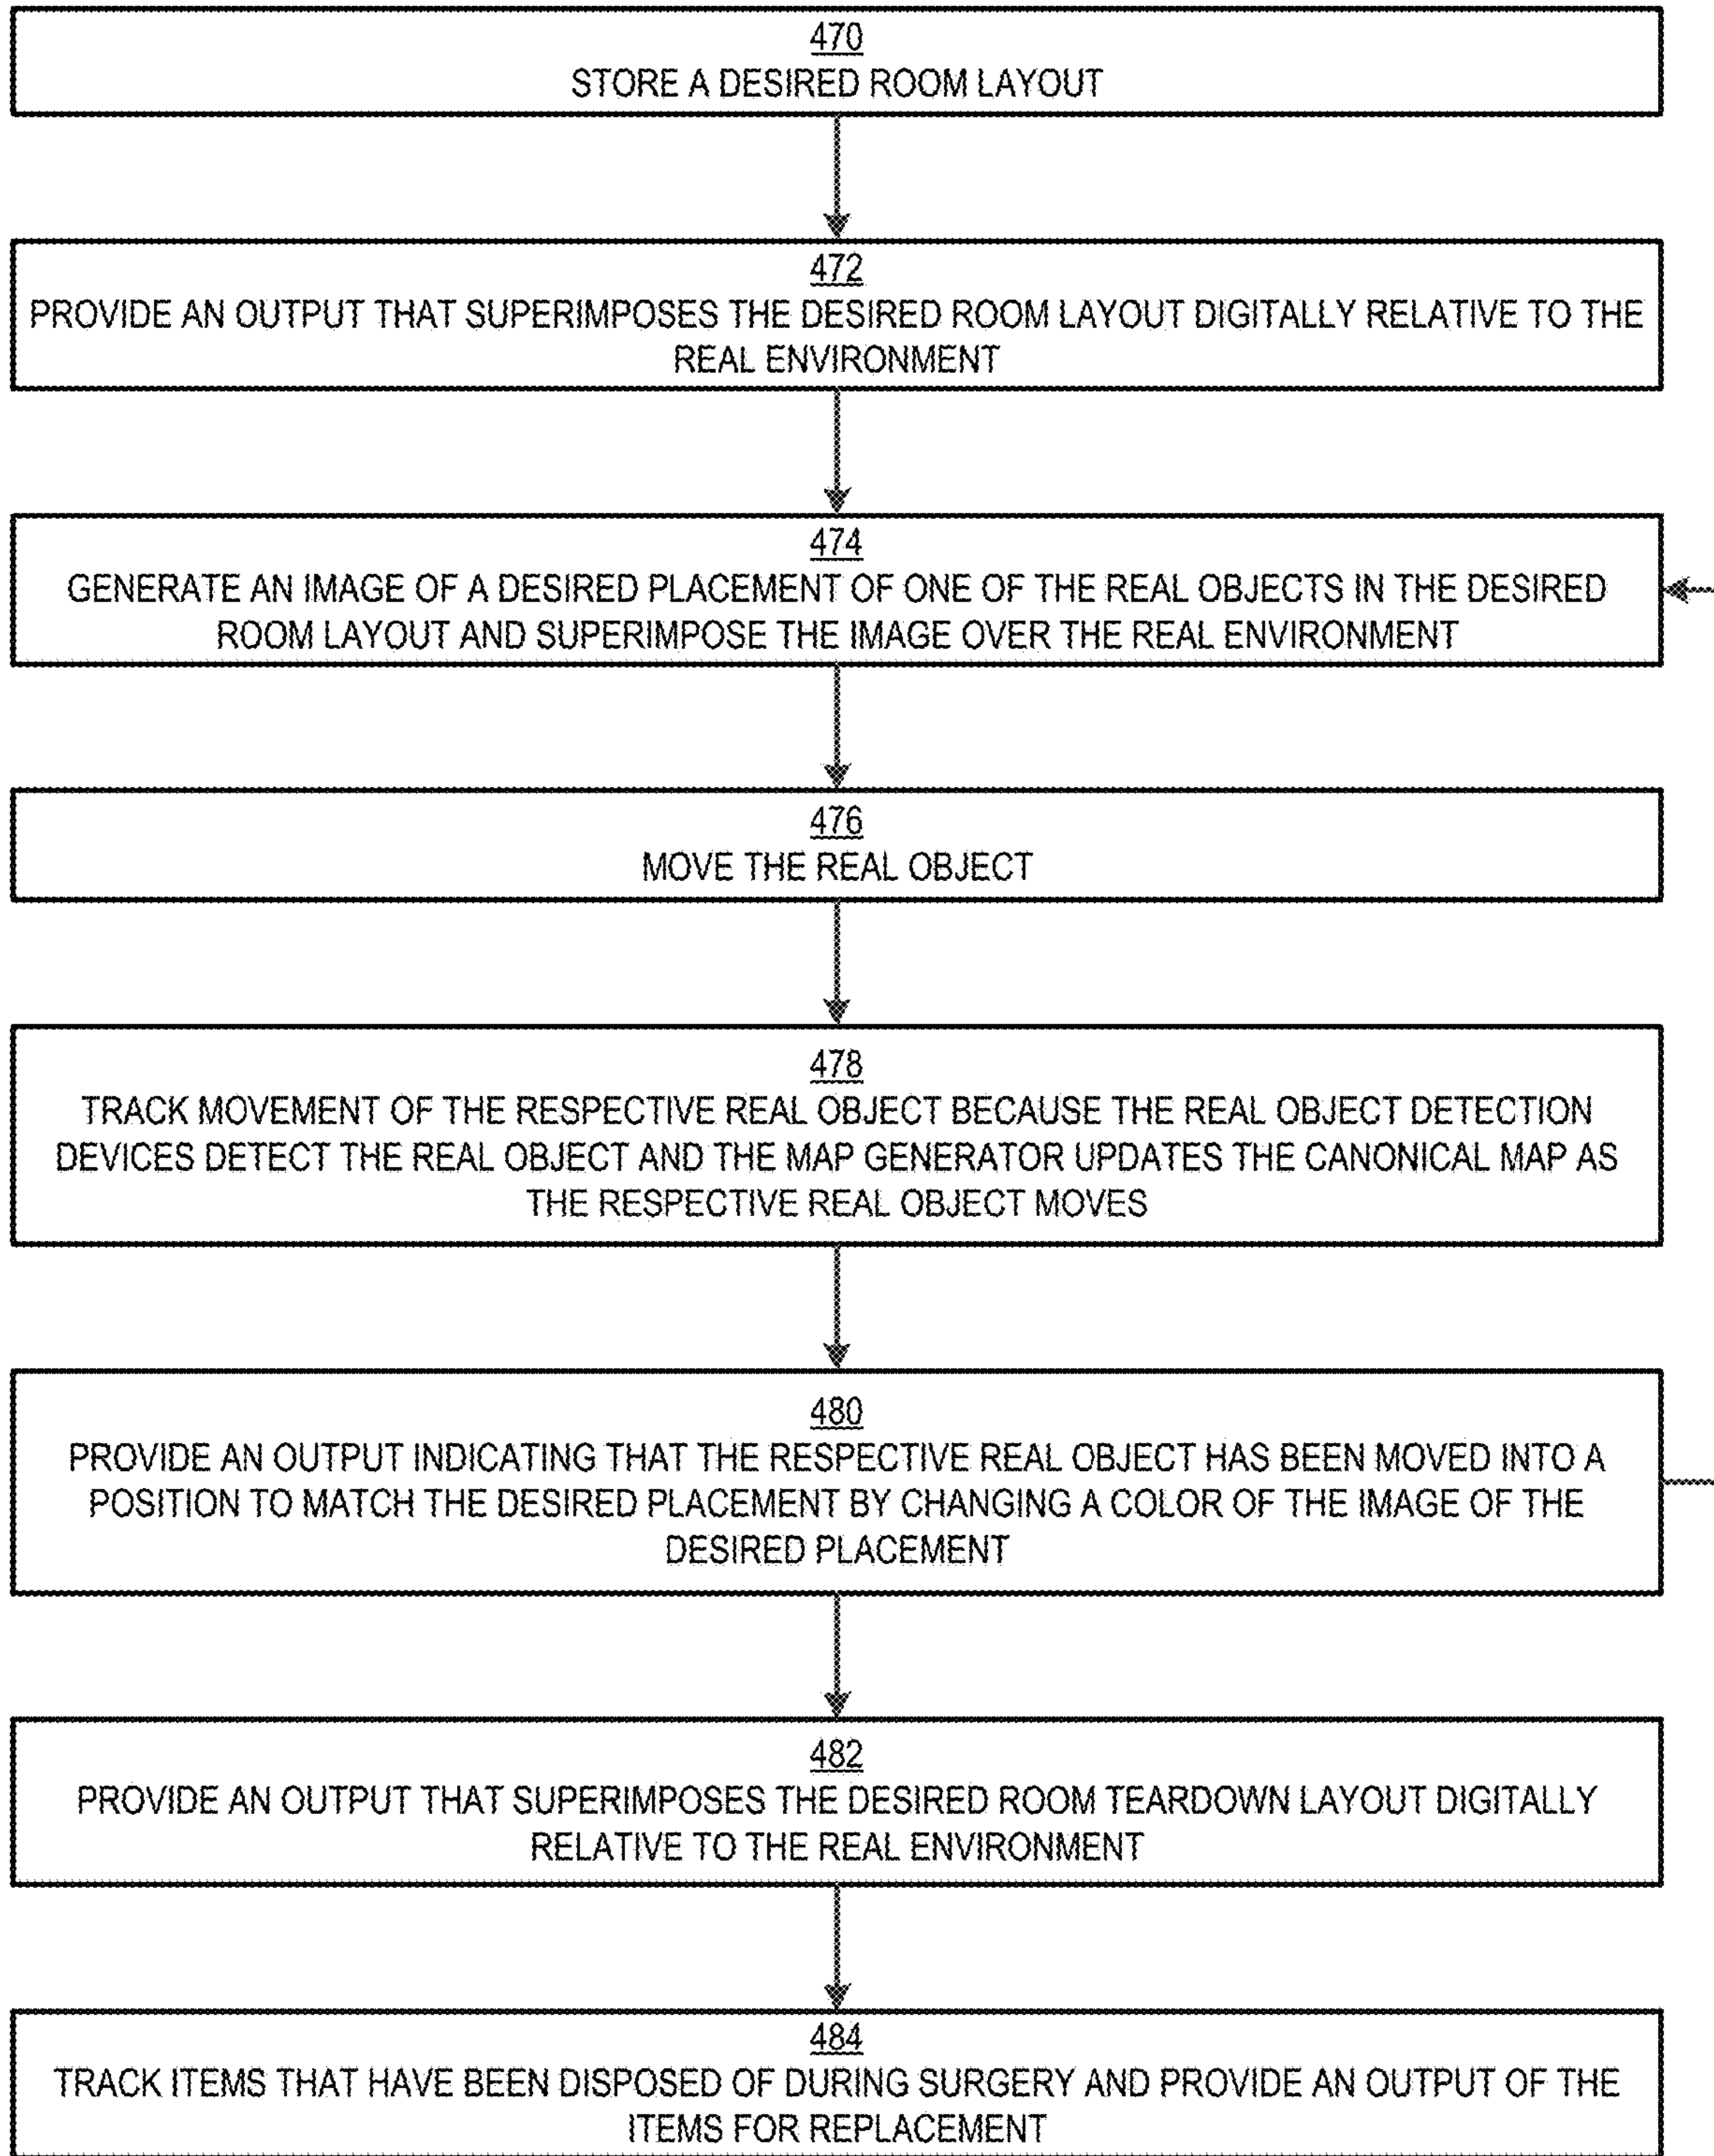 470
STORE A DESIRED ROOM LAYOUT
472
PROVIDE AN OUTPUT THAT SUPERIMPOSES THE DESIRED ROOM LAYOUT DIGITALLY RELATIVE TO THE
REAL ENVIRONMENT
474
GENERATE AN IMAGE OF A DESIRED PLACEMENT OF ONE OF THE REAL OBJECTS IN THE DESIRED
ROOM LAYOUT AND SUPERIMPOSE THE IMAGE OVER THE REAL ENVIRONMENT
476
MOVE THE REAL OBJECT
478
TRACK MOVEMENT OF THE RESPECTIVE REAL OBJECT BECAUSE THE REAL OBJECT DETECTION
DEVICES DETECT THE REAL OBJECT AND THE MAP GENERATOR UPDATES THE CANONICAL MAP AS
THE RESPECTIVE REAL OBJECT MOVES
480
PROVIDE AN OUTPUT INDICATING THAT THE RESPECTIVE REAL OBJECT HAS BEEN MOVED INTO A
POSITION TO MATCH THE DESIRED PLACEMENT BY CHANGING A COLOR OF THE IMAGE OF THE
DESIRED PLACEMENT
482
PROVIDE AN OUTPUT THAT SUPERIMPOSES THE DESIRED ROOM TEARDOWN LAYOUT DIGITALLY
RELATIVE TO THE REAL ENVIRONMENT
484
TRACK ITEMS THAT HAVE BEEN DISPOSED OF DURING SURGERY AND PROVIDE AN OUTPUT OF THE
ITEMS FOR REPLACEMENT